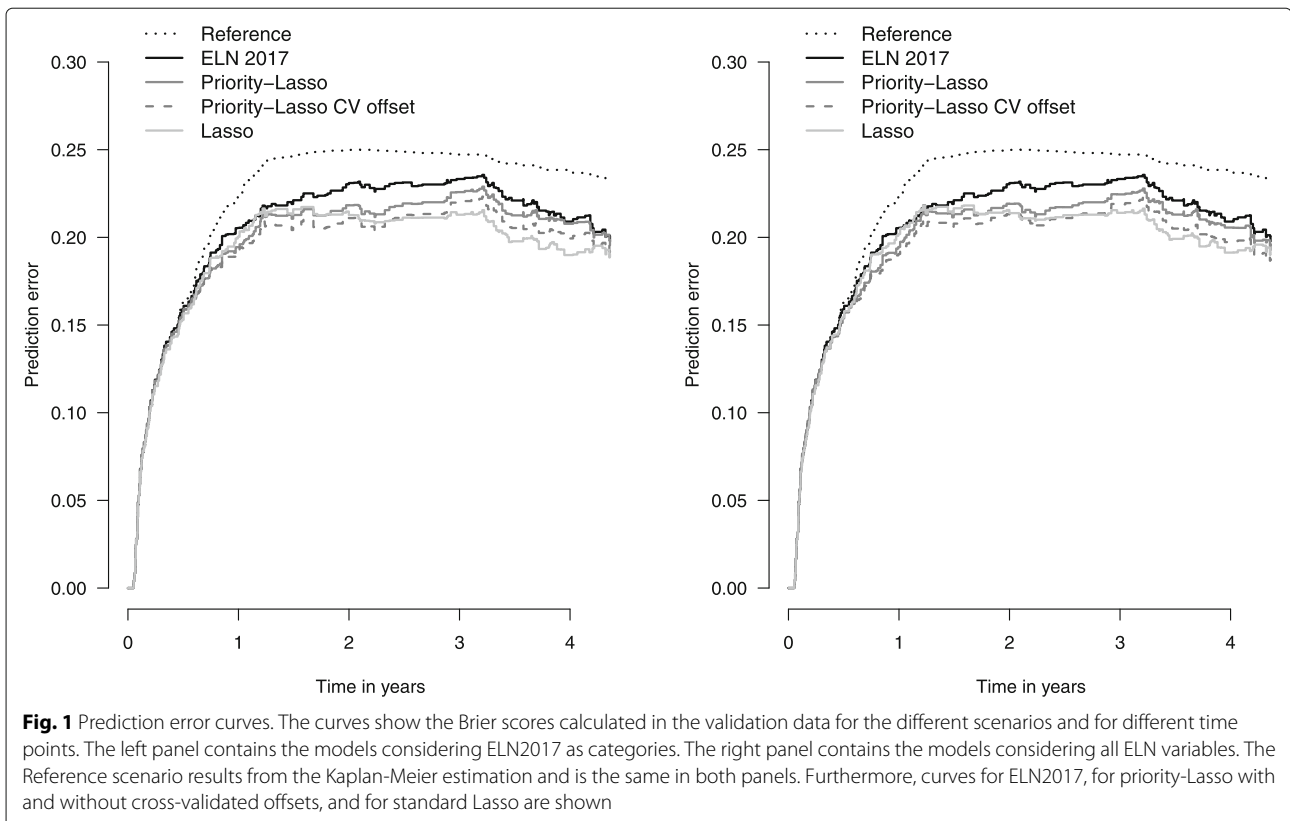 Reference
ELN 2017
Priority−Lasso
Priority−Lasso CV offset
Lasso
0.30
0.25
0.20
0.15
0.10
0.05
0.00
Prediction error
0 1 2 3 4
Time in years
Reference
ELN 2017
Priority−Lasso
Priority−Lasso CV offset
Lasso
0.30
0.25
0.20
0.15
0.10
0.05
0.00
Prediction error
0 1 2 3 4
Time in years
Fig. 1 Prediction error curves. The curves show the Brier scores calculated in the validation data for the different scenarios and for different time
points. The left panel contains the models considering ELN2017 as categories. The right panel contains the models considering all ELN variables. The
Reference scenario results from the Kaplan-Meier estimation and is the same in both panels. Furthermore, curves for ELN2017, for priority-Lasso with
and without cross-validated offsets, and for standard Lasso are shown